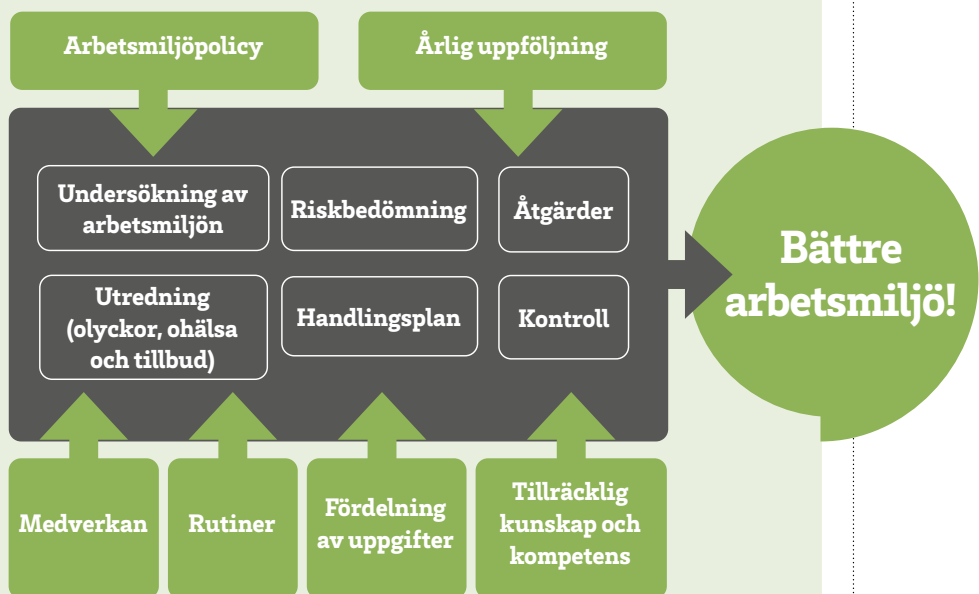 Arbetsmiljöpolicy
Årlig uppföljning
Undersökning av
arbetsmiljön
Riskbedömning
Åtgärder
Utredning
(olyckor, ohälsa
och tillbud)
Handlingsplan
Kontroll
Bättre
arbetsmiljö!
Medverkan
Rutiner
Fördelning
av uppgifter
Tillräcklig
kunskap och
kompetens